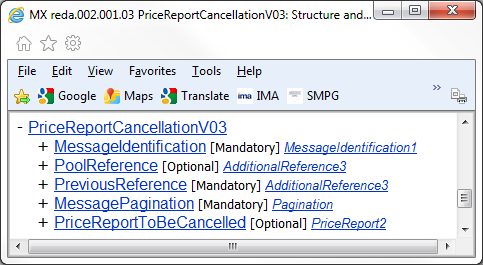 MX reda.002.001.03 PriceReportCancellationV03: Structure and...
File Edit View Favorites Tools Help
Google Maps Translate ima IMA SMPG »
- PriceReportCancellationV03
+ MessageIdentification [Mandatory] MessageIdentification1
+ PoolReference [Optional] AdditionalReference3
+ PreviousReference [Mandatory] AdditionalReference3
+ MessagePagination [Mandatory] Pagination
+ PriceReportToBeCancelled [Optional] PriceReport2